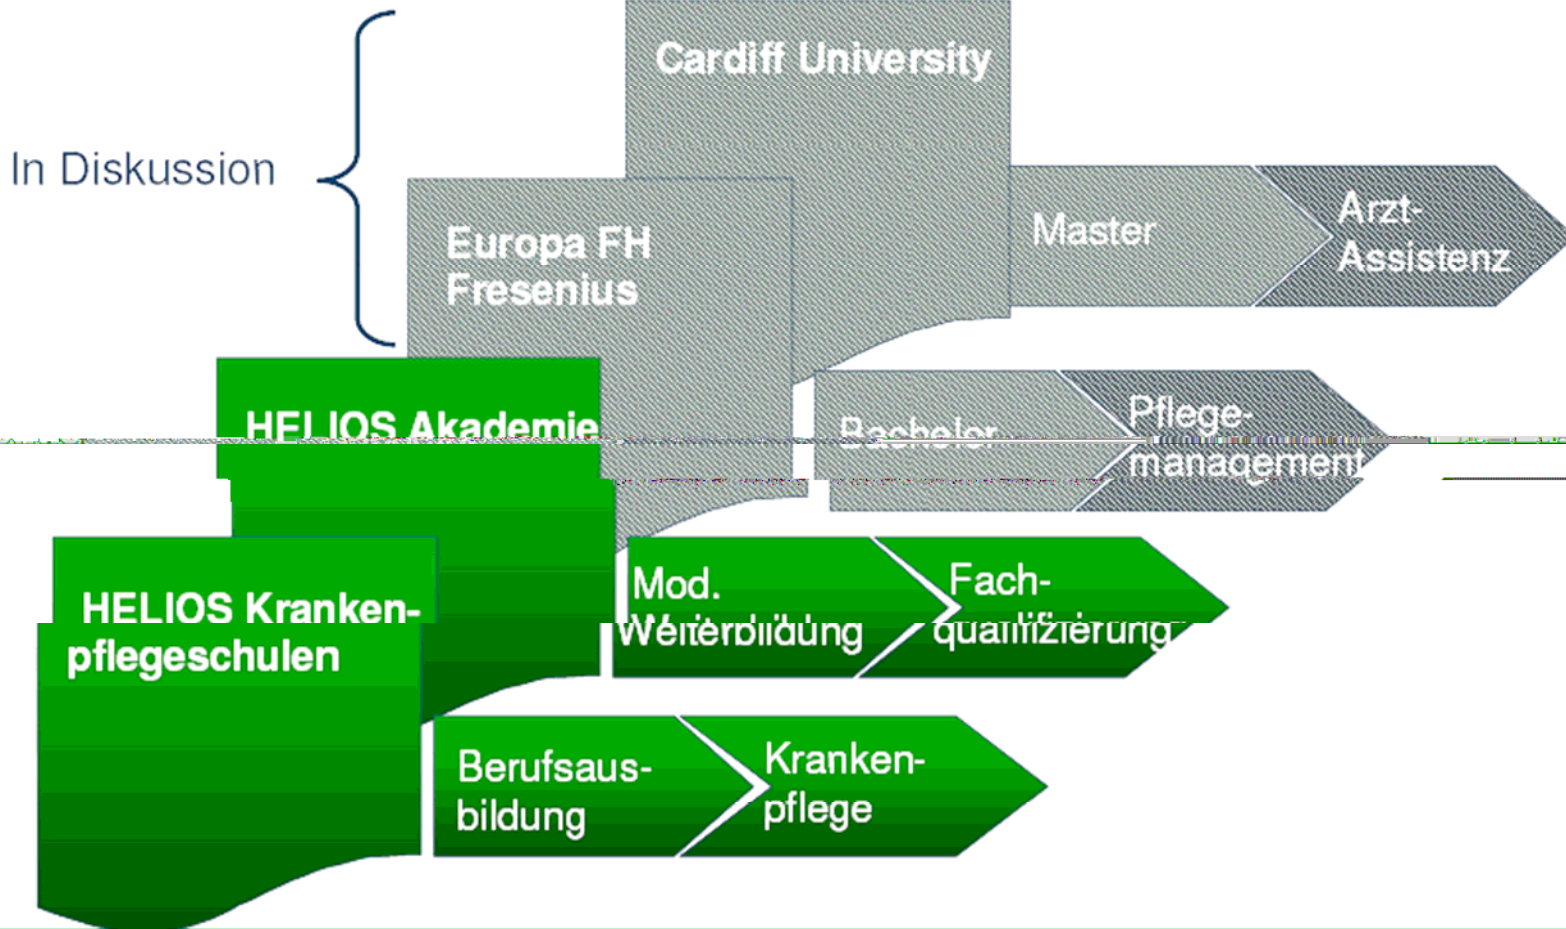 Cardiff University
In Diskussion
Master
Arzt-
Assistenz
Europa FH
Fresenius
HELIOS Akademie
Bachelor
Pflege-
management
Mod.
Weiterbildung
Fach-
qualifizierung
HELIOS Kranken-
pflegeschulen
Berufsaus-
bildung
Kranken-
pflege